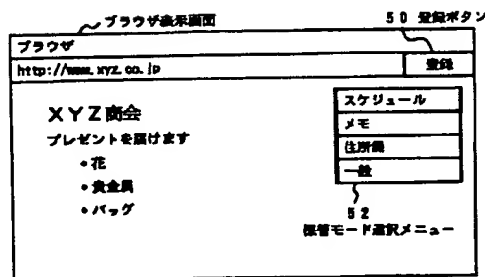 ブラウザ表示画面
50 登録ボタン
ブラウザ
http://www.xyz.co.jp
登録
XYZ商会
プレゼントを届けます
・花
・貴金属
・バッグ
スケジュール
メモ
住所録
一般
52
保管モード選択メニュー